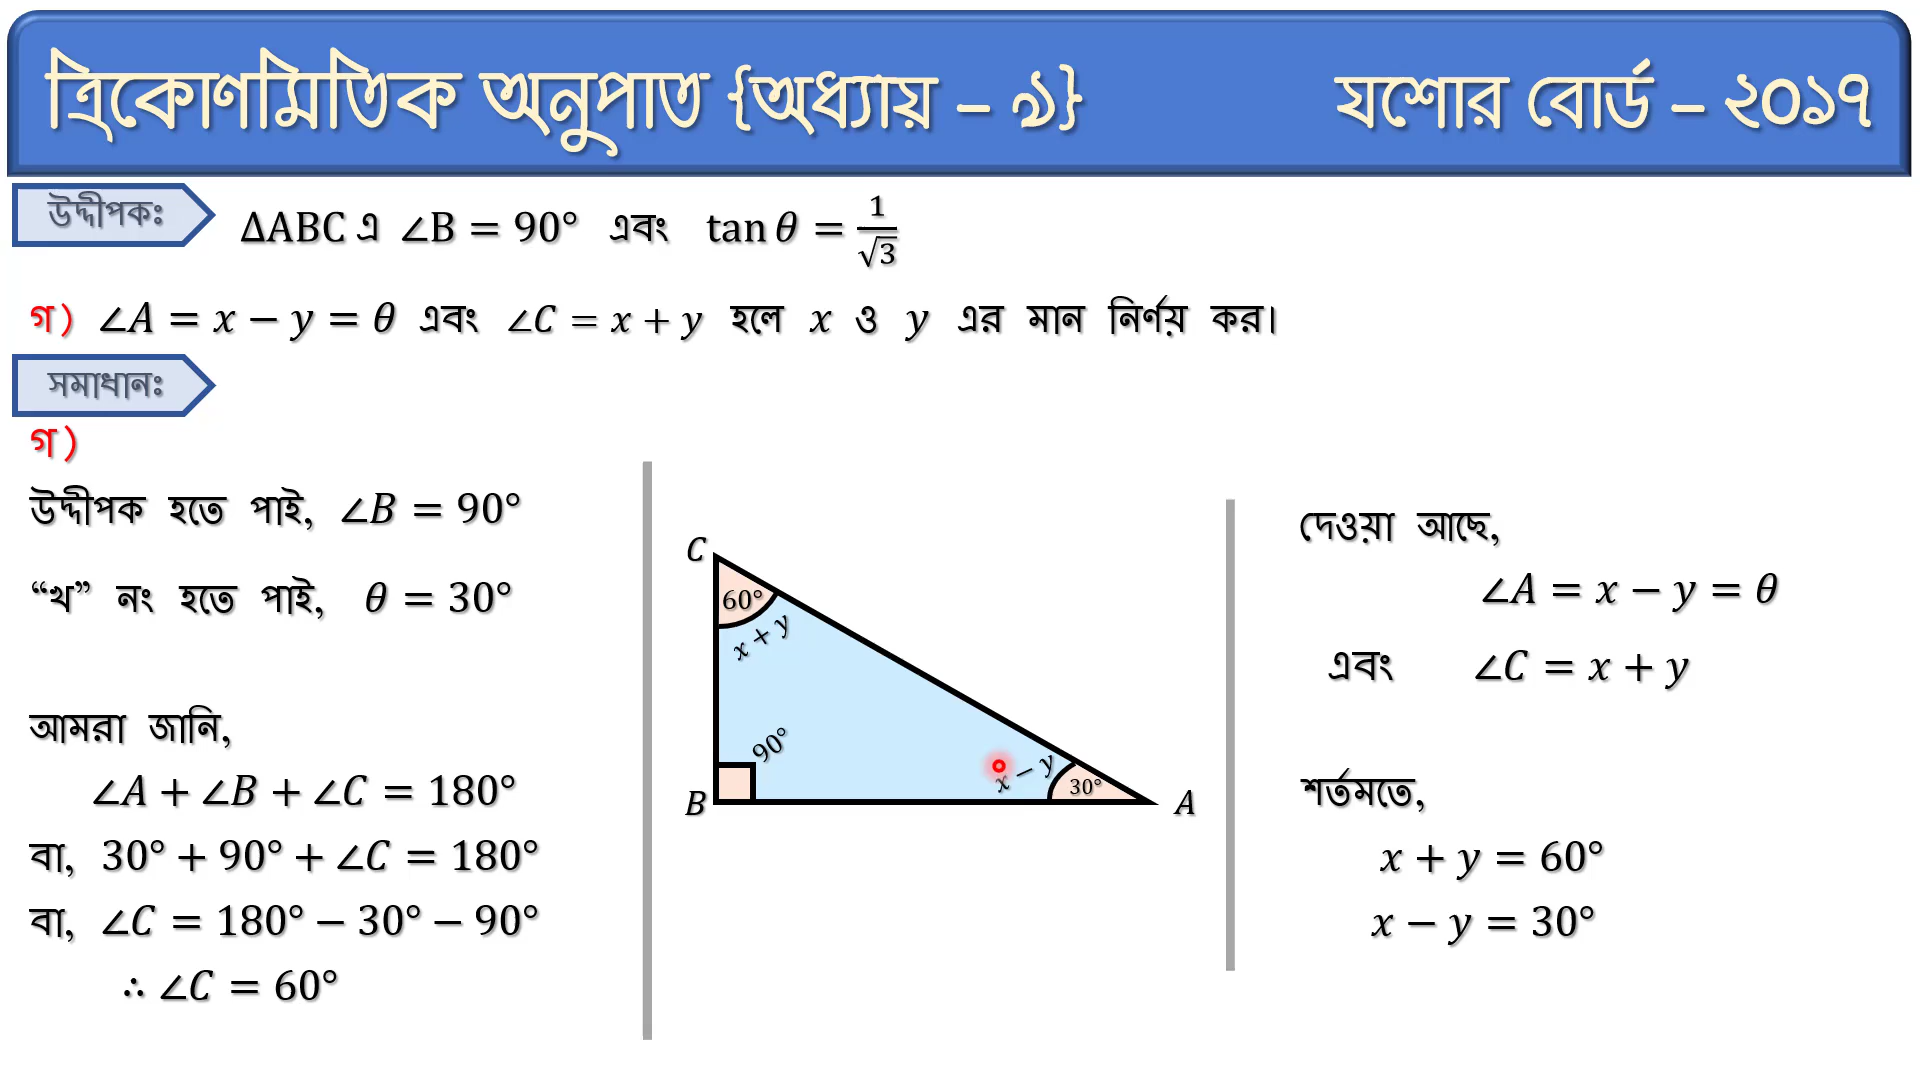 ত্রিকোণমিতিক অনুপাত {অধ্যায় – ৯} যশোর বোর্ড – ২০১৭
উদ্দীপকঃ ΔABC এ ∠B = 90° এবং tan θ = 1/√3
গ) ∠A = x − y = θ এবং ∠C = x + y হলে x ও y এর মান নির্ণয় কর।
সমাধানঃ
গ)
উদ্দীপক হতে পাই, ∠B = 90°
“খ” নং হতে পাই, θ = 30°
আমরা জানি,
∠A + ∠B + ∠C = 180°
বা, 30° + 90° + ∠C = 180°
বা, ∠C = 180° − 30° − 90°
∴ ∠C = 60°
C
60°
x + y
90°
x − y
30°
B
A
দেওয়া আছে,
∠A = x − y = θ
এবং ∠C = x + y
শর্তমতে,
x + y = 60°
x − y = 30°